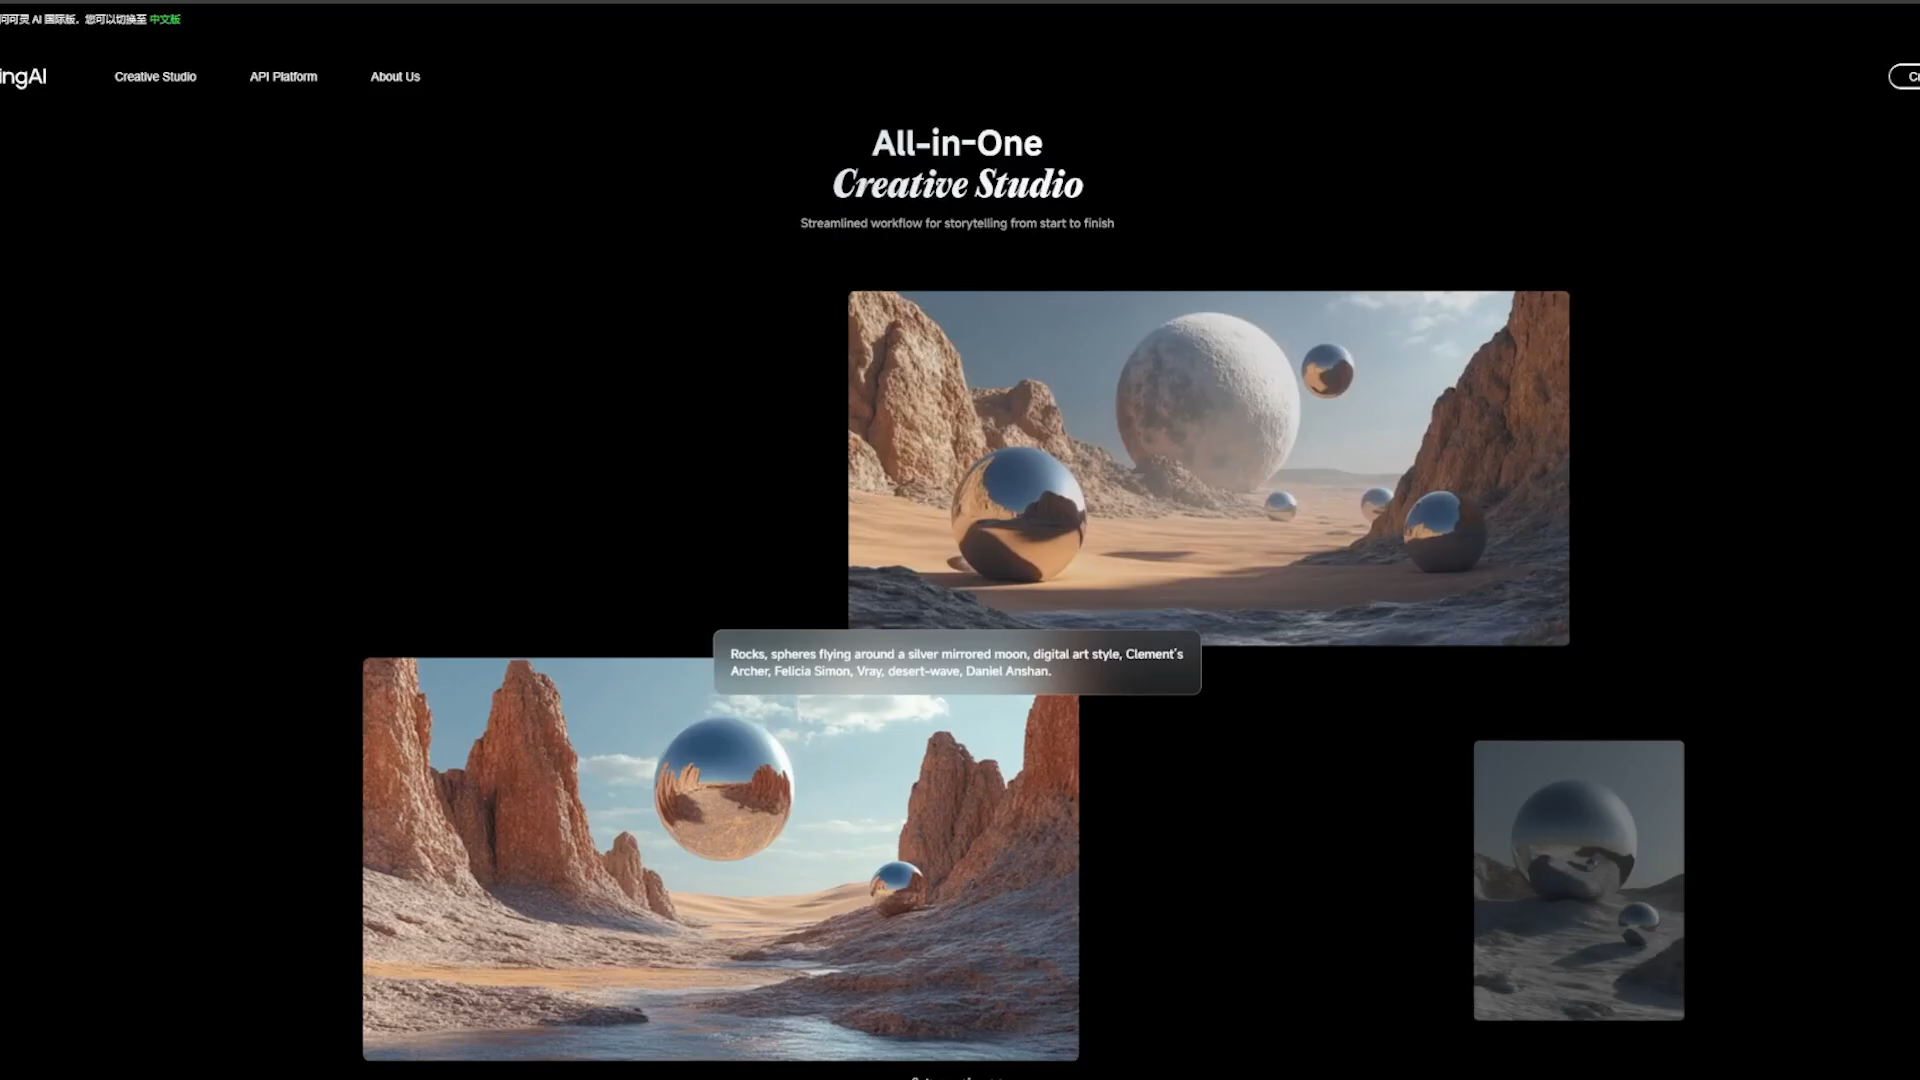 问可灵 AI 国际版，您可以切换至 中文版
ingAI
Creative Studio
API Platform
About Us
All-in-One
Creative Studio
Streamlined workflow for storytelling from start to finish
Rocks, spheres flying around a silver mirrored moon, digital art style, Clement's
Archer, Felicia Simon, Vray, desert-wave, Daniel Anshan.